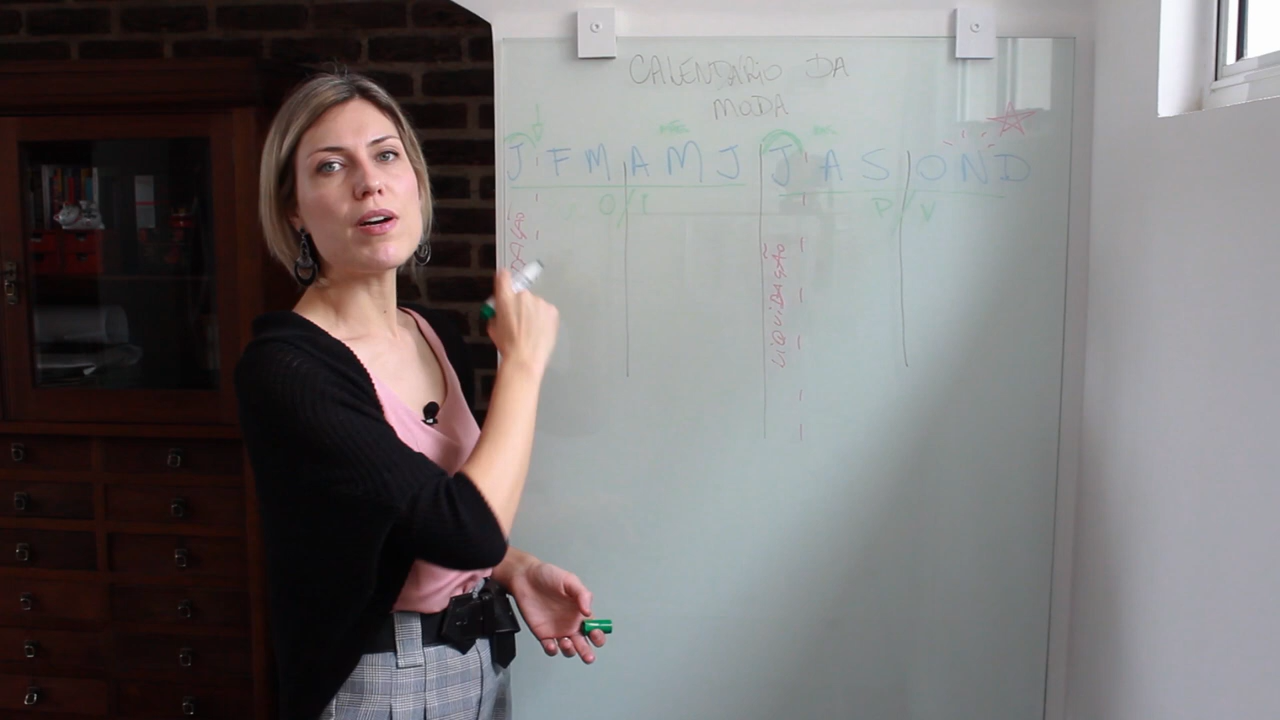 CALENDÁRIO DA
MODA
J F M A M J J A S O N D
O/I
P V
LIQUIDAÇÃO